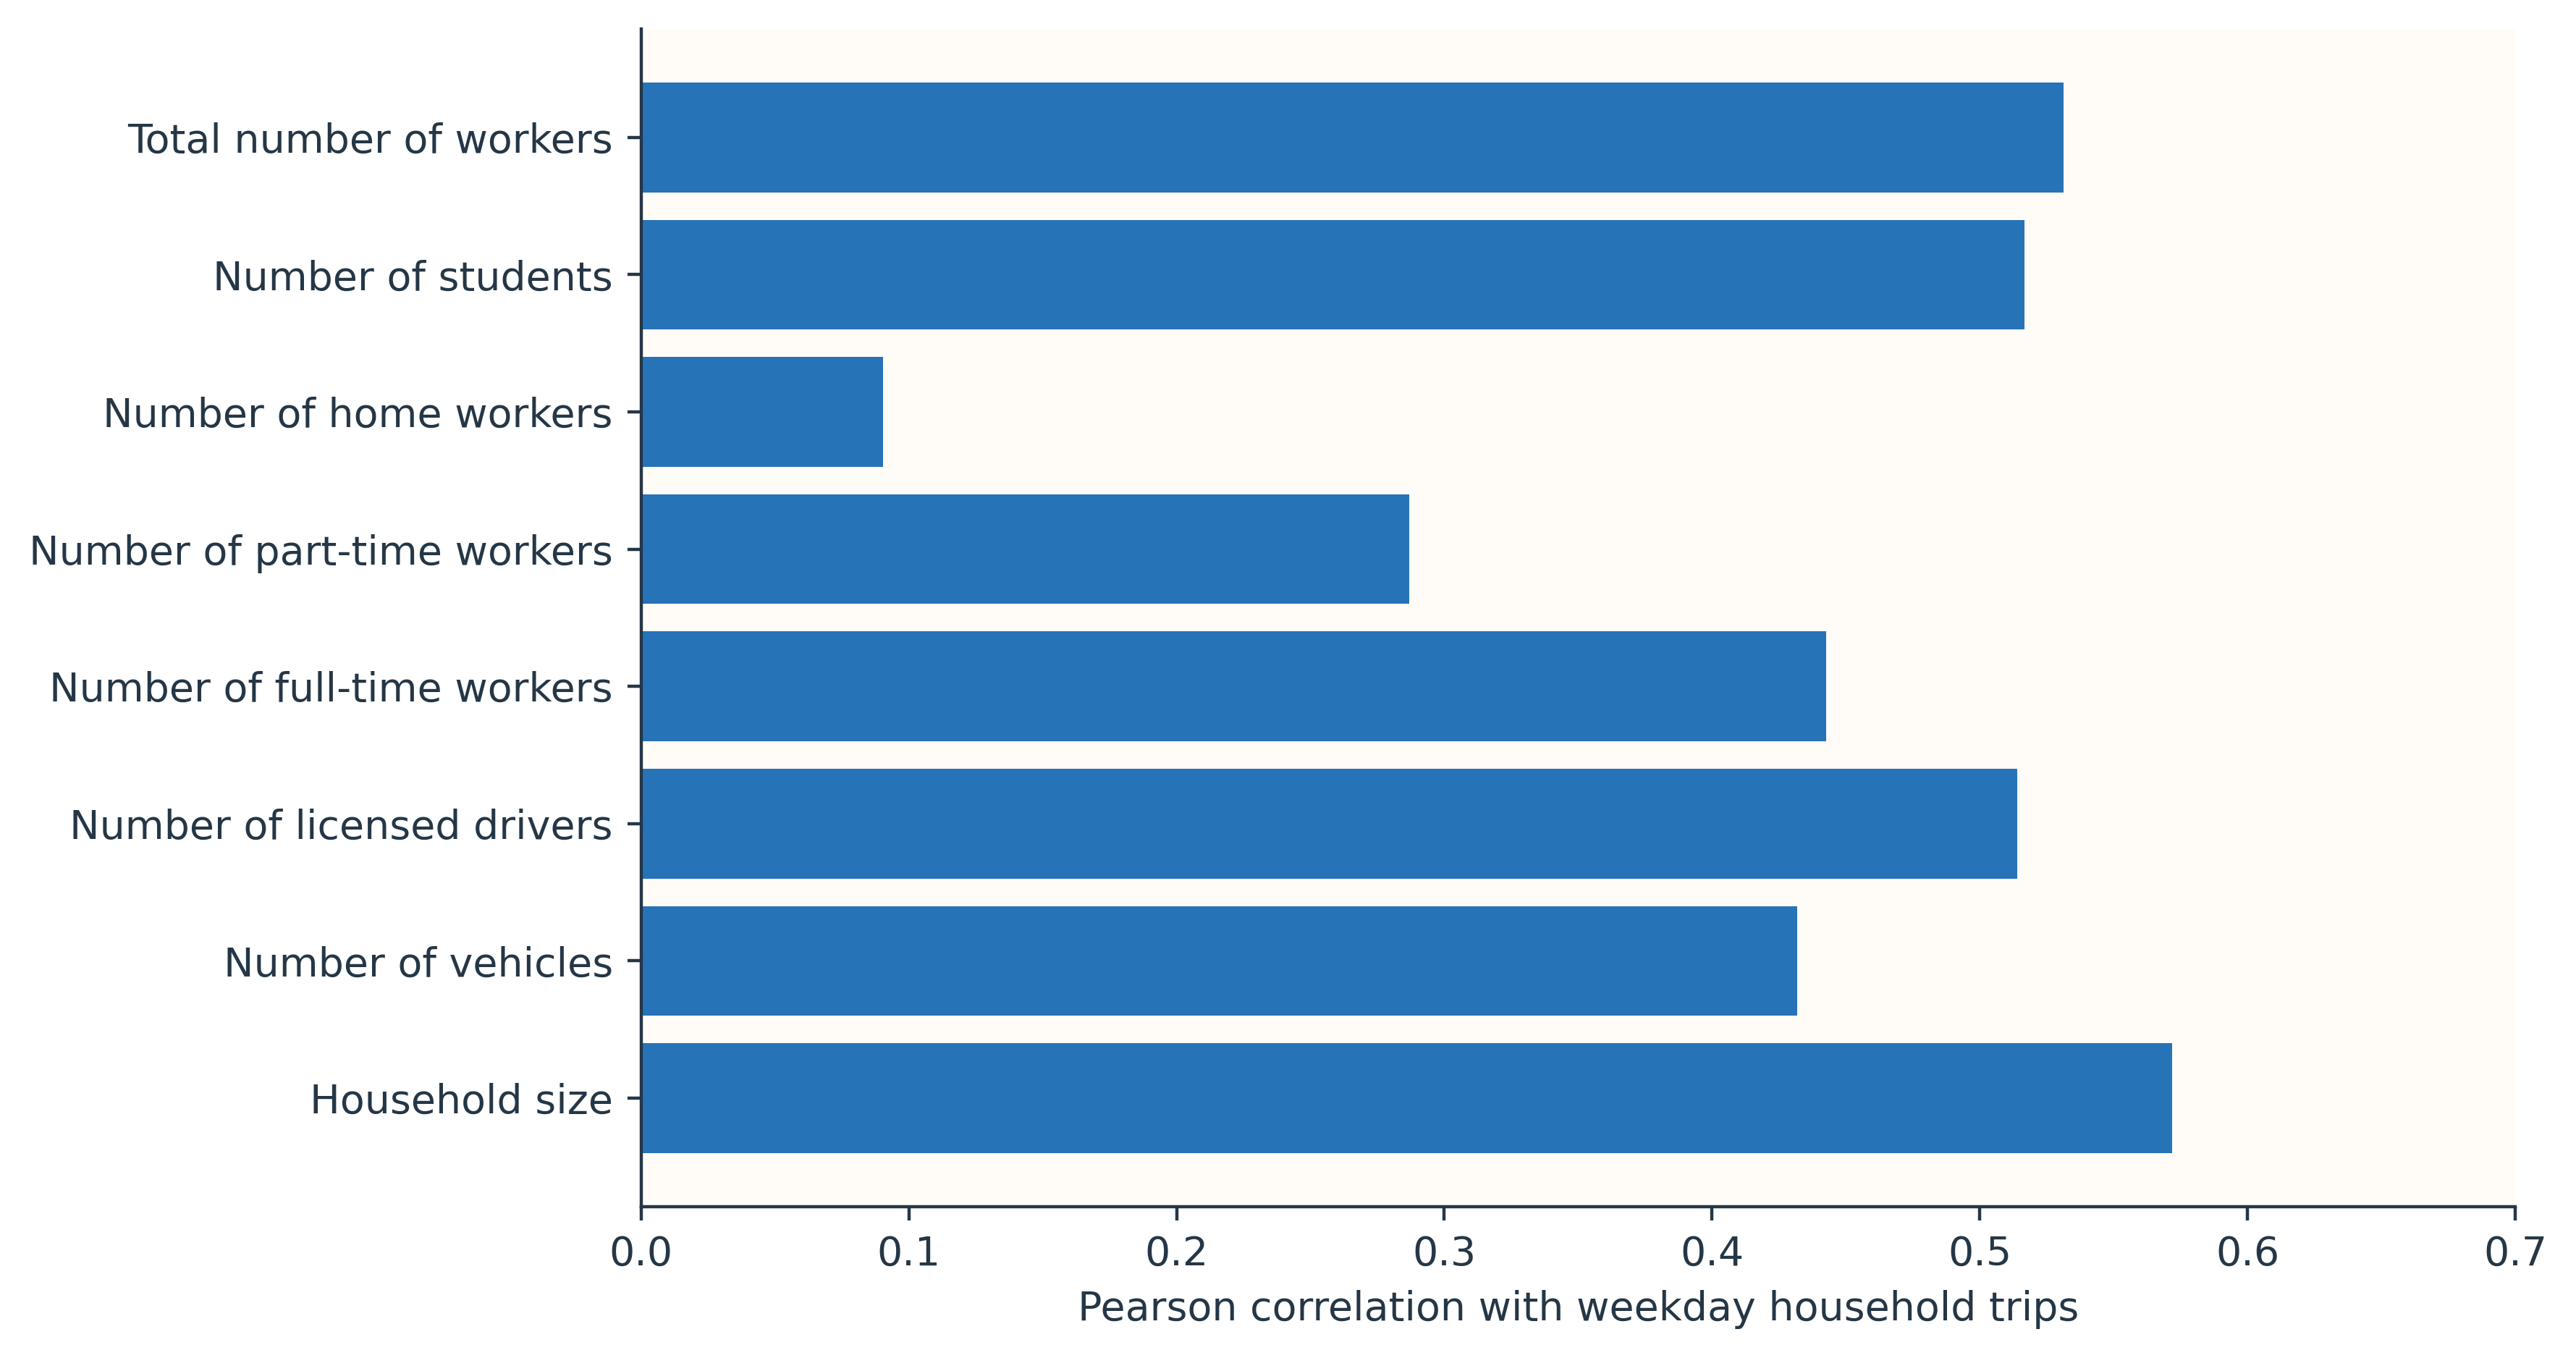 Total number of workers
Number of students
Number of home workers
Number of part-time workers
Number of full-time workers
Number of licensed drivers
Number of vehicles
Household size
0.0 0.1 0.2 0.3 0.4 0.5 0.6 0.7
Pearson correlation with weekday household trips